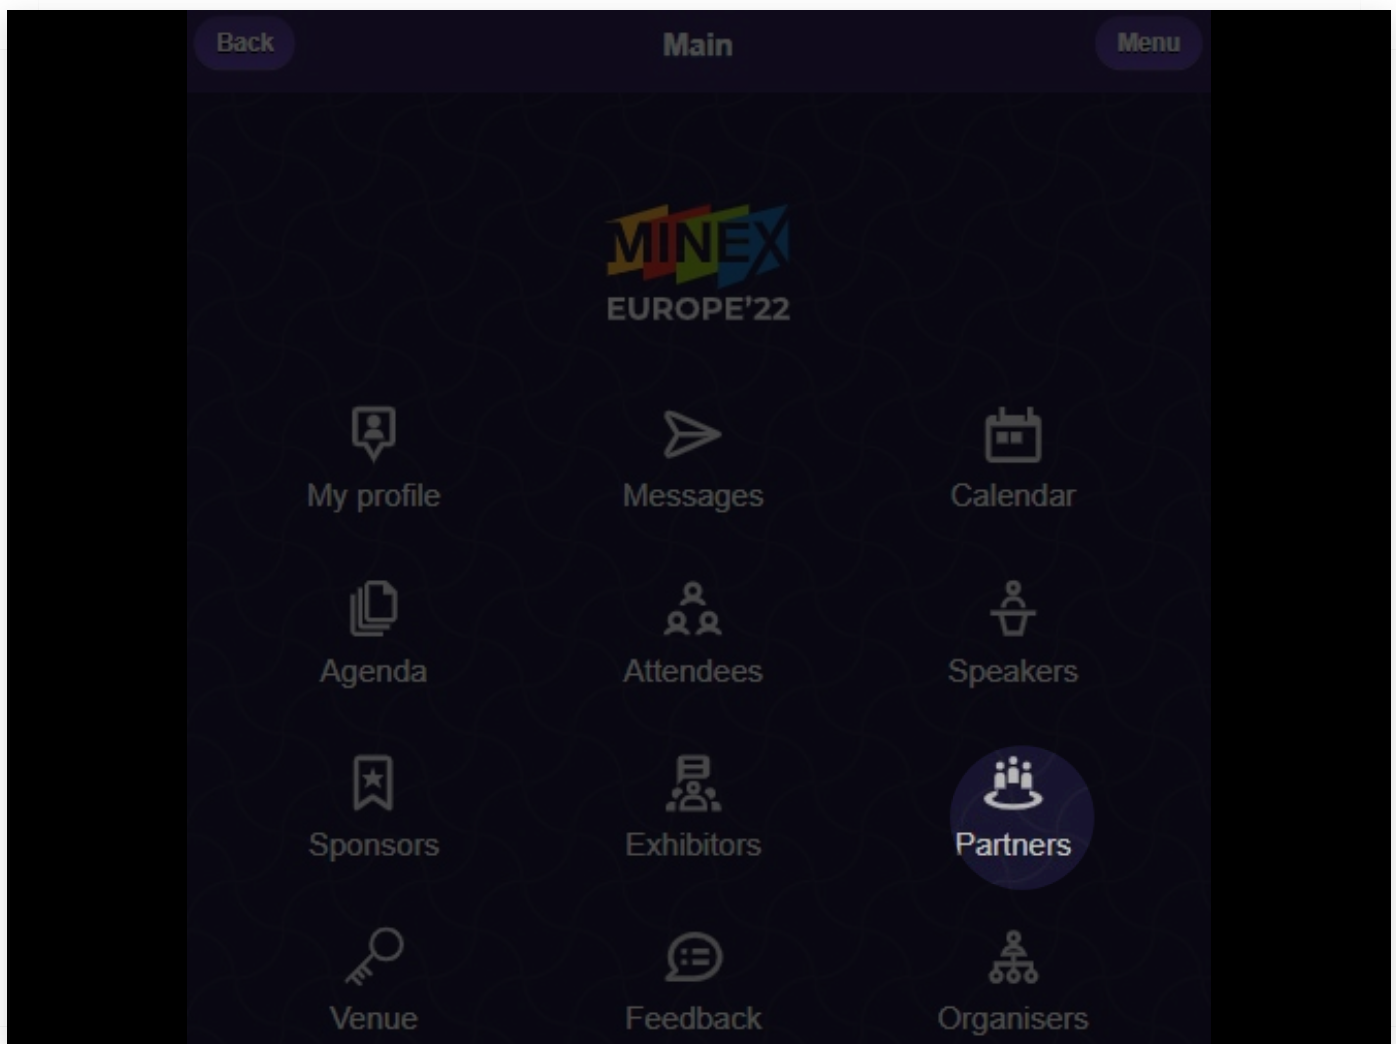 Back
Main
Menu
MINEX
EUROPE'22
My profile
Messages
Calendar
Agenda
Attendees
Speakers
Sponsors
Exhibitors
Partners
Venue
Feedback
Organisers